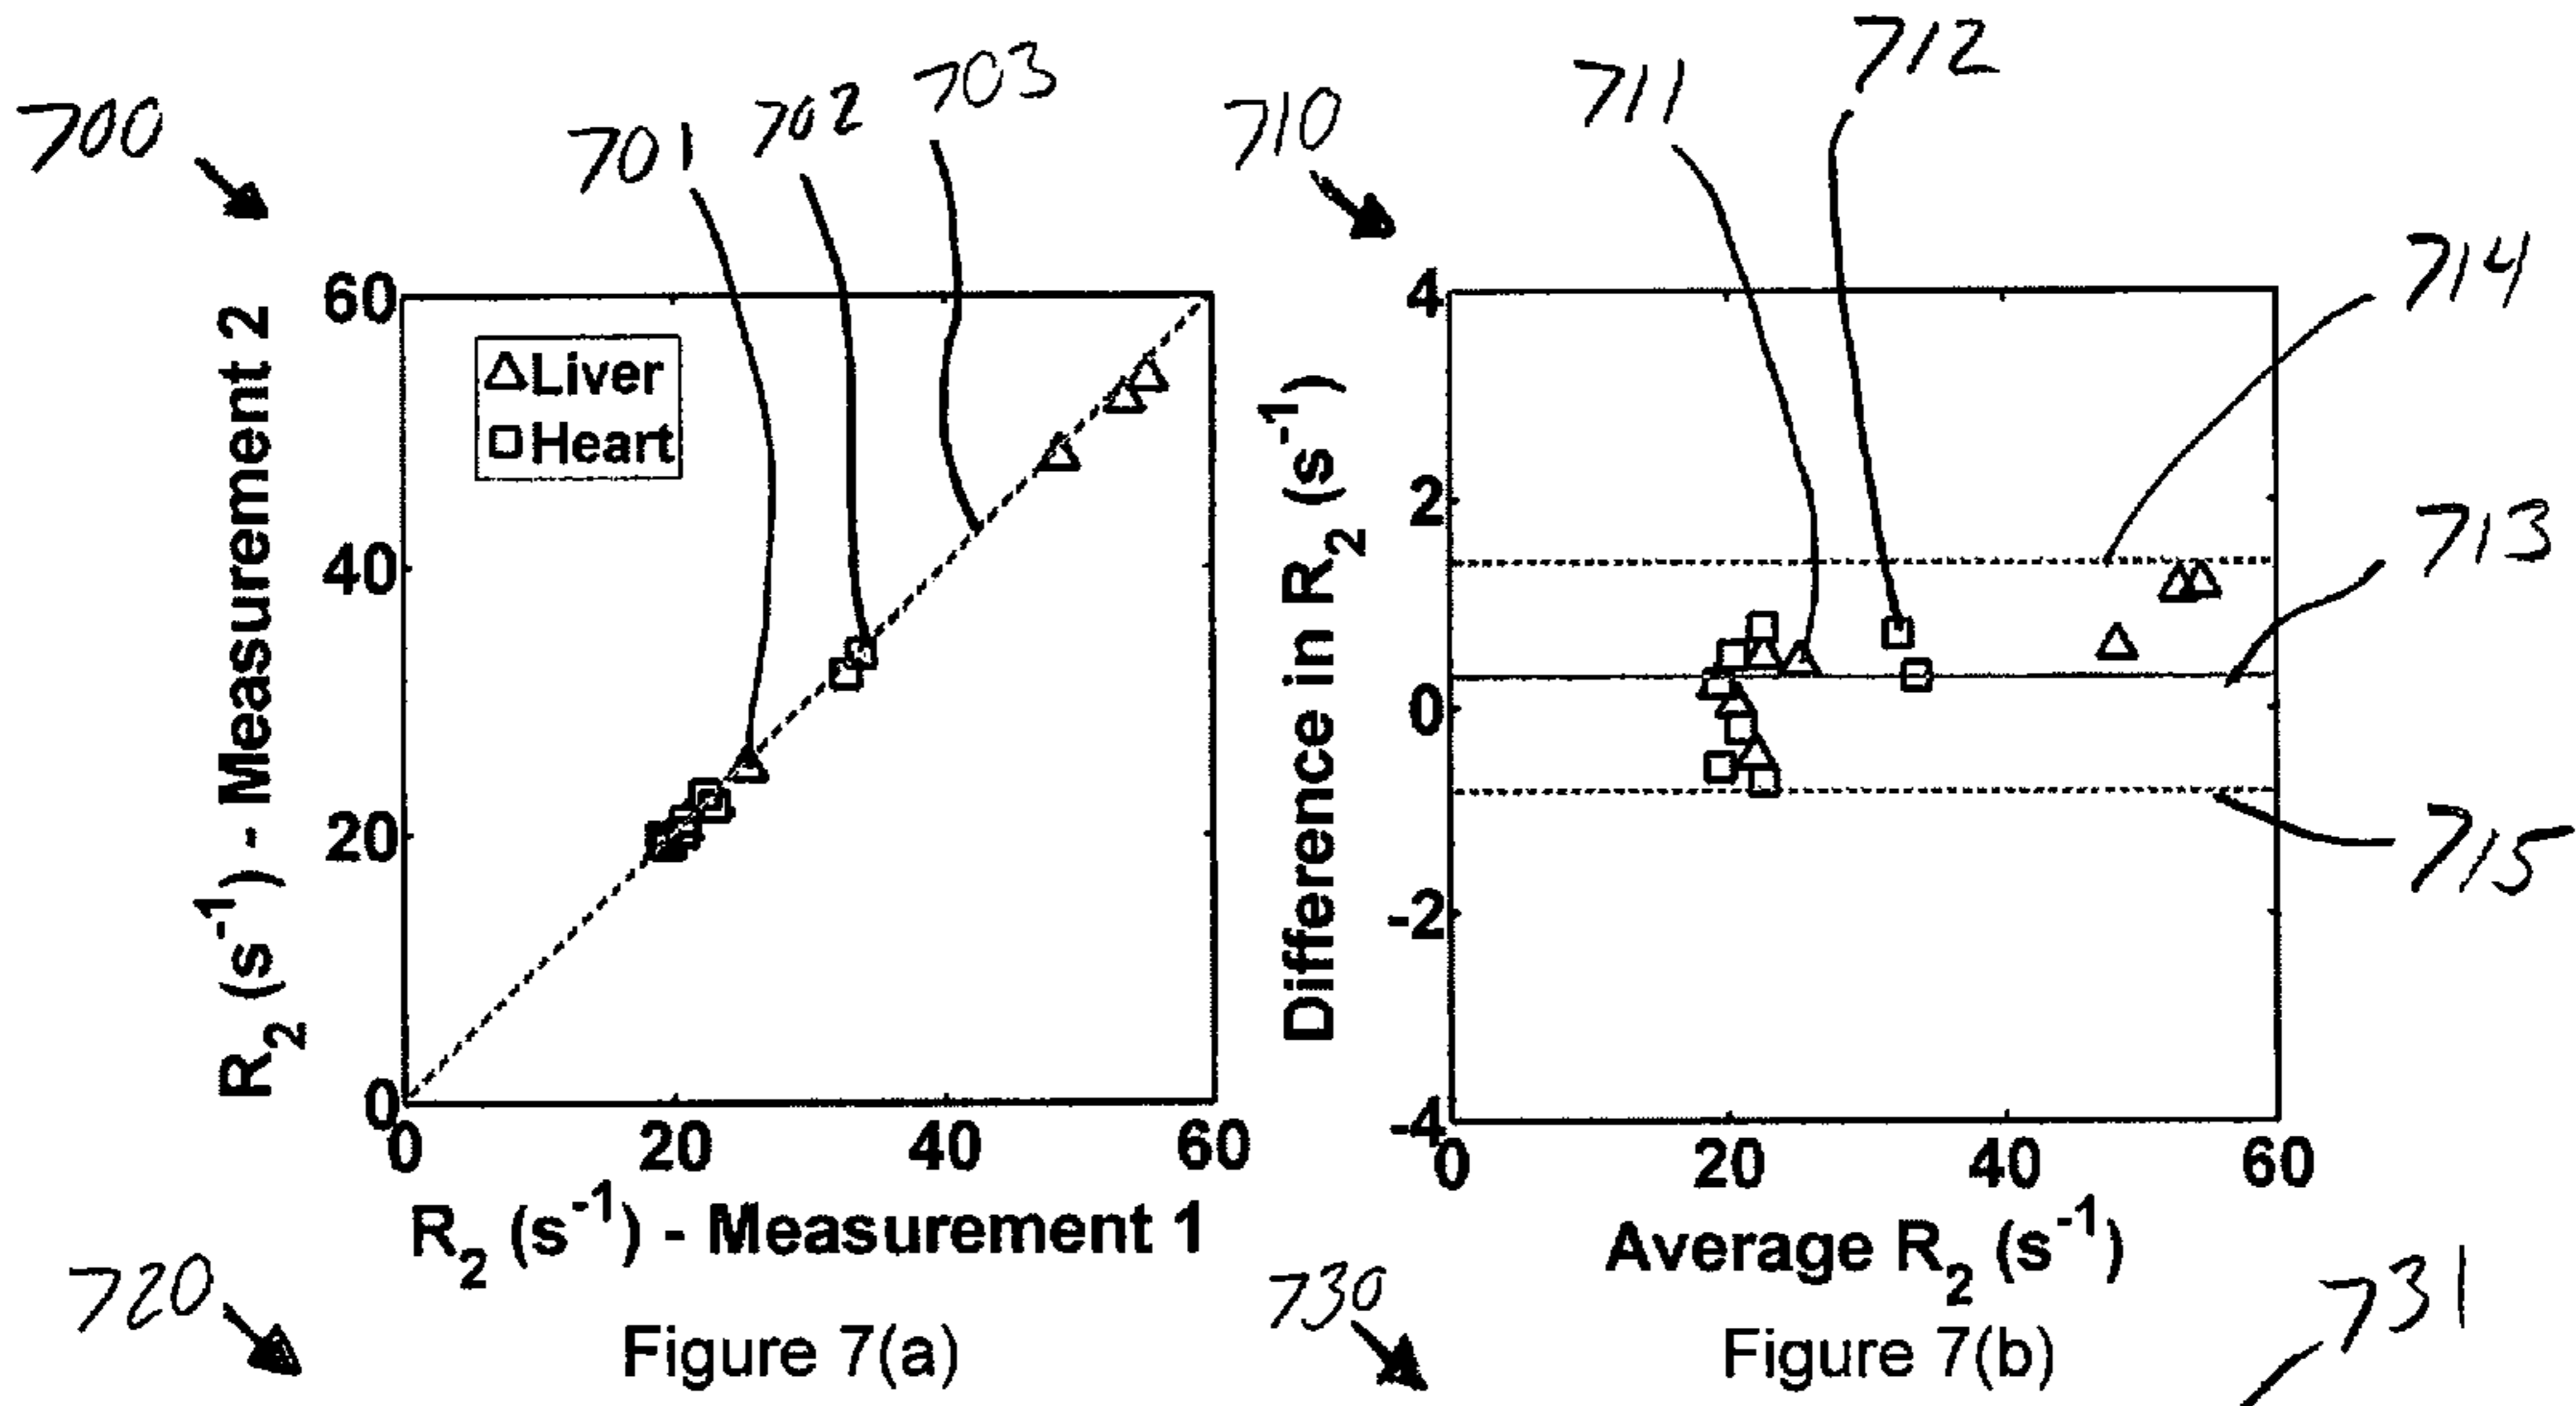 700
701
702
703
60
40
20
0
R2 (s-1) - Measurement 2
△Liver
□Heart
0 20 40 60
R2 (s-1) - Measurement 1
Figure 7(a)
710
711
712
714
713
715
4
2
0
-2
-4
Difference in R2 (s-1)
0 20 40 60
Average R2 (s-1)
Figure 7(b)
720
730
731